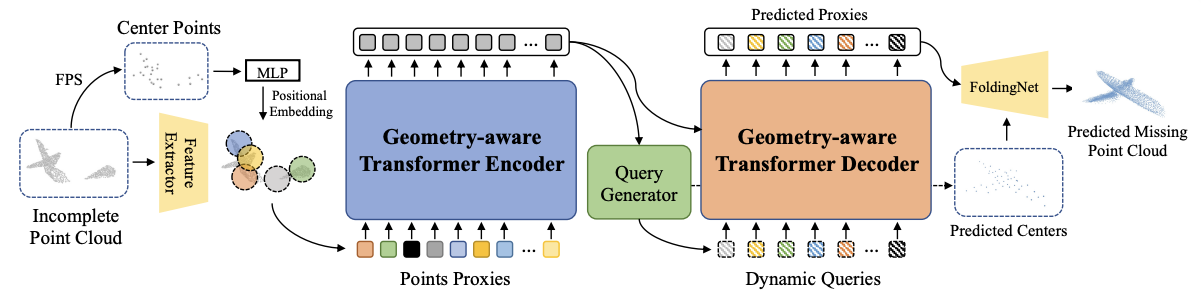 Center Points
FPS
MLP
Positional
Embedding
Feature
Extractor
Incomplete
Point Cloud
...
Geometry-aware
Transformer Encoder
...
Points Proxies
Query
Generator
Predicted Proxies
...
Geometry-aware
Transformer Decoder
...
Dynamic Queries
FoldingNet
Predicted Missing
Point Cloud
Predicted Centers